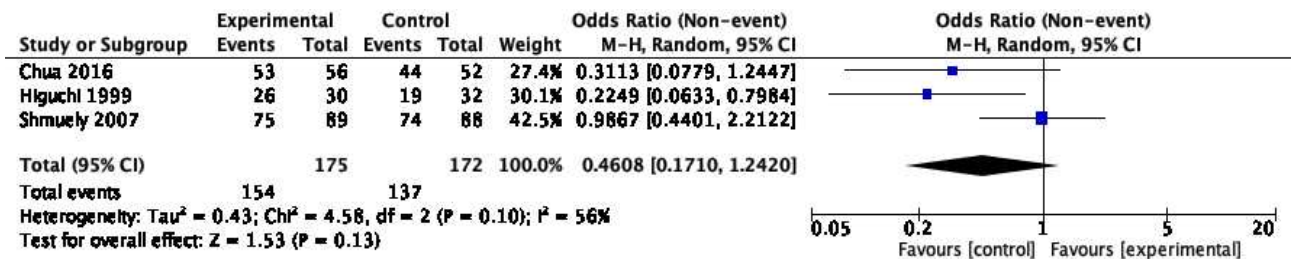 Experimental Control Odds Ratio (Non-event) Odds Ratio (Non-event)
Study or Subgroup Events Total Events Total Weight M-H, Random, 95% CI M-H, Random, 95% CI
Chua 2016 53 56 44 52 27.4% 0.3113 [0.0779, 1.2447]
Higuchi 1999 26 30 19 32 30.1% 0.2249 [0.0633, 0.7984]
Shmuely 2007 75 89 74 88 42.5% 0.9867 [0.4401, 2.2122]
Total (95% CI) 175 172 100.0% 0.4608 [0.1710, 1.2420]
Total events 154 137
Heterogeneity: Tau² = 0.43; Chi² = 4.58, df = 2 (P = 0.10); I² = 56%
Test for overall effect: Z = 1.53 (P = 0.13)
0.05 0.2 1 5 20
Favours [control] Favours [experimental]